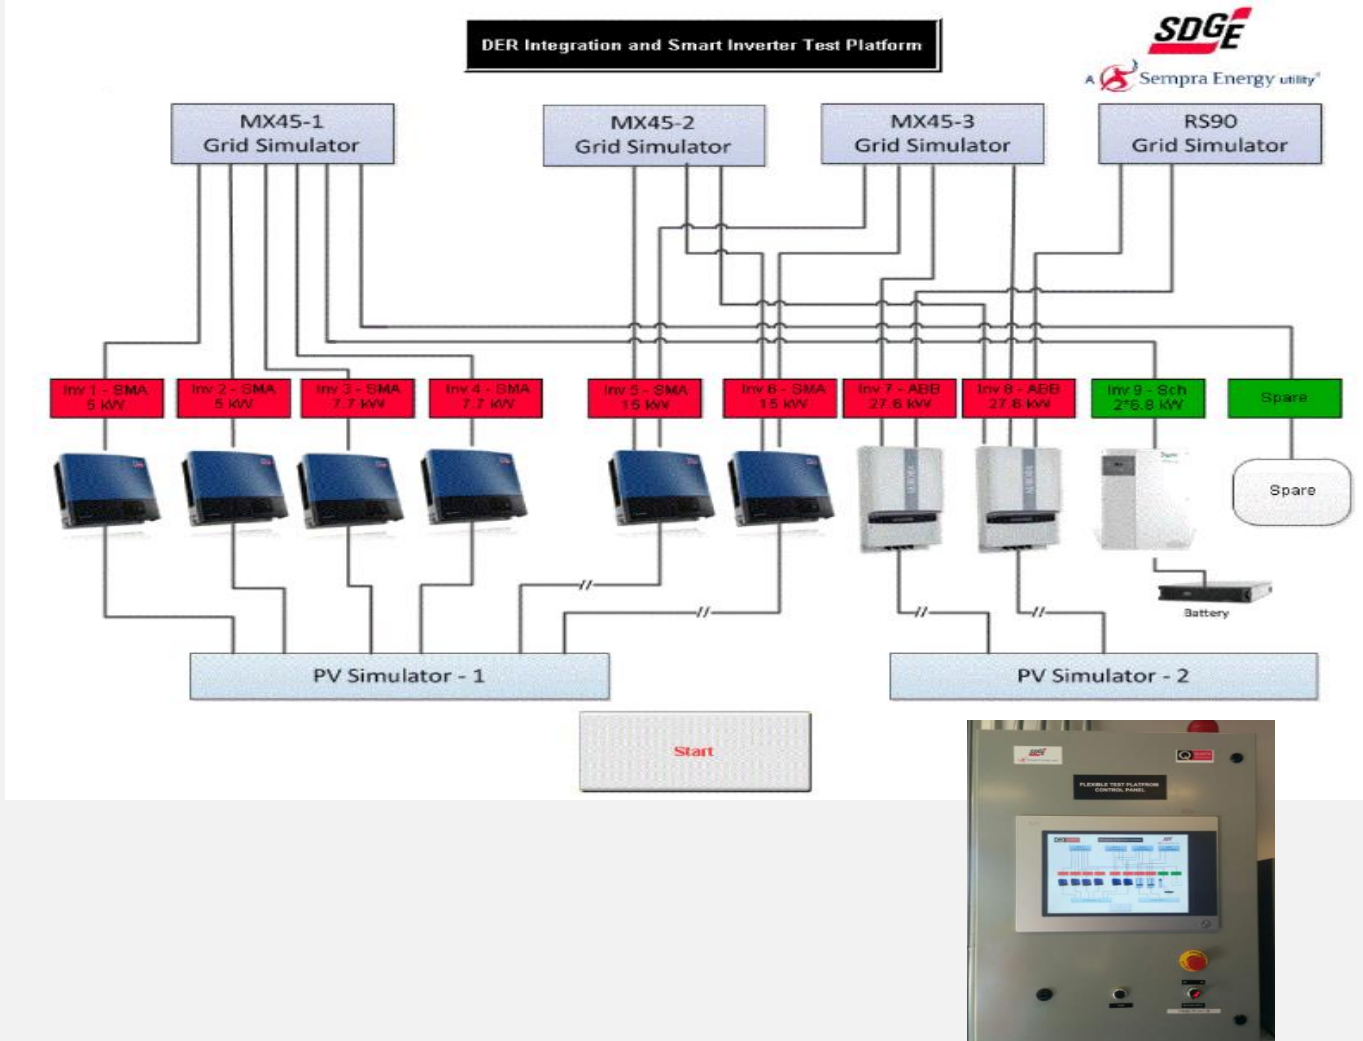 DER Integration and Smart Inverter Test Platform
SDGE
A Sempra Energy utility®
MX45-1
Grid Simulator
MX45-2
Grid Simulator
MX45-3
Grid Simulator
RS90
Grid Simulator
Inv 1 - SMA
5 kW
Inv 2 - SMA
5 kW
Inv 3 - SMA
7.7 kW
Inv 4 - SMA
7.7 kW
Inv 5 - SMA
15 kW
Inv 6 - SMA
15 kW
Inv 7 - ABB
27.6 kW
Inv 8 - ABB
27.6 kW
Inv 9 - Sch
2*6.8 kW
Spare
Spare
Battery
PV Simulator - 1
PV Simulator - 2
Start
SDGE
FLEXIBLE TEST PLATFROM
CONTROL PANEL